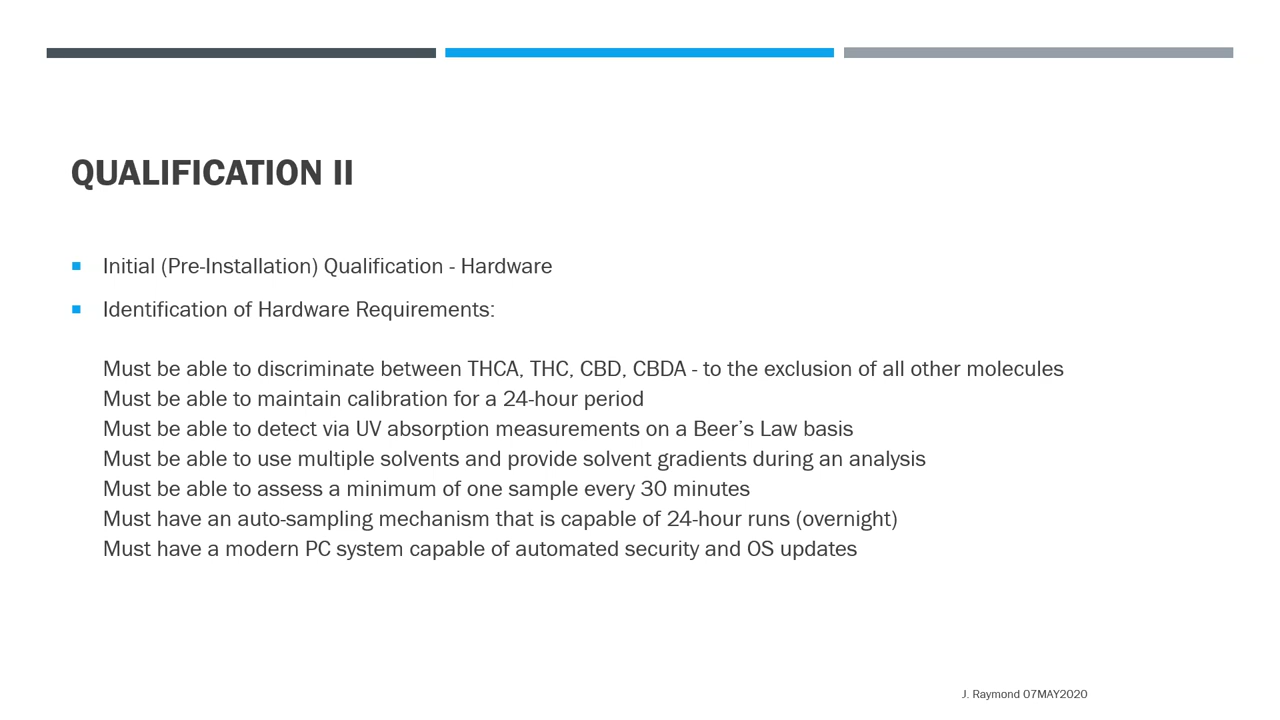 QUALIFICATION II
Initial (Pre-Installation) Qualification - Hardware
Identification of Hardware Requirements:
Must be able to discriminate between THCA, THC, CBD, CBDA - to the exclusion of all other molecules
Must be able to maintain calibration for a 24-hour period
Must be able to detect via UV absorption measurements on a Beer’s Law basis
Must be able to use multiple solvents and provide solvent gradients during an analysis
Must be able to assess a minimum of one sample every 30 minutes
Must have an auto-sampling mechanism that is capable of 24-hour runs (overnight)
Must have a modern PC system capable of automated security and OS updates
J. Raymond 07MAY2020